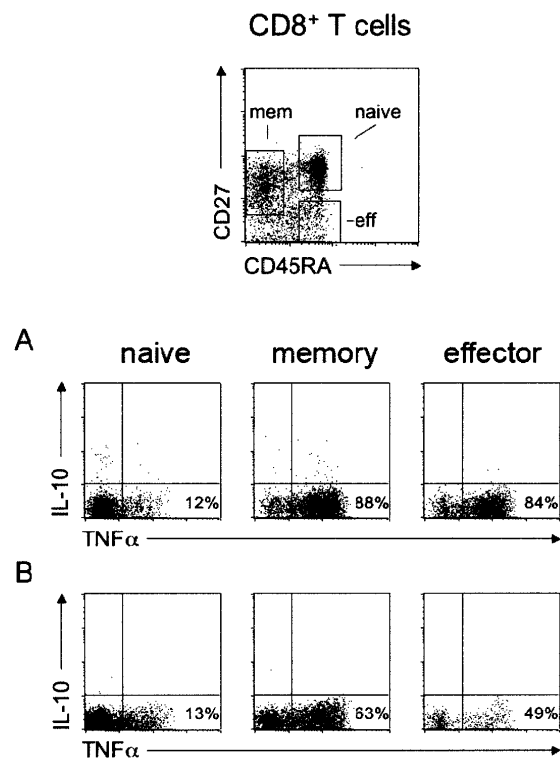 CD8⁺ T cells
mem
naive
CD27
-eff
CD45RA
A
naive
memory
effector
IL-10
12%
88%
84%
TNFα
B
IL-10
13%
63%
49%
TNFα